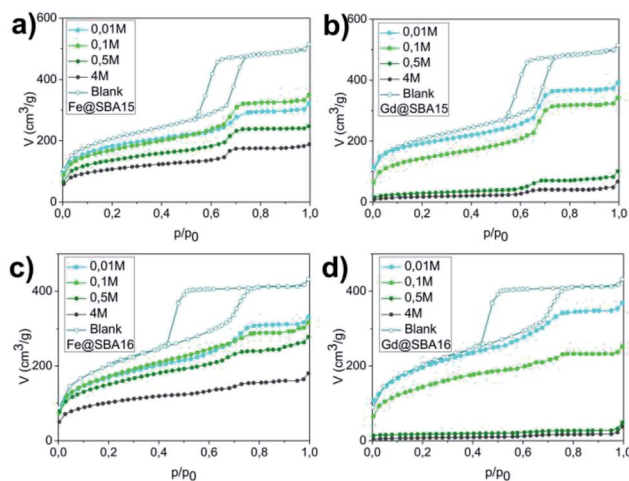 a)
600
400
200
0
V (cm³/g)
0,01M
0,1M
0,5M
4M
Blank
Fe@SBA15
0,0 0,2 0,4 0,6 0,8 1,0
p/p₀
b)
600
400
200
0
V (cm³/g)
0,01M
0,1M
0,5M
4M
Blank
Gd@SBA15
0,0 0,2 0,4 0,6 0,8 1,0
p/p₀
c)
400
200
0
V (cm³/g)
0,01M
0,1M
0,5M
4M
Blank
Fe@SBA16
0,0 0,2 0,4 0,6 0,8 1,0
p/p₀
d)
400
200
0
V (cm³/g)
0,01M
0,1M
0,5M
4M
Blank
Gd@SBA16
0,0 0,2 0,4 0,6 0,8 1,0
p/p₀